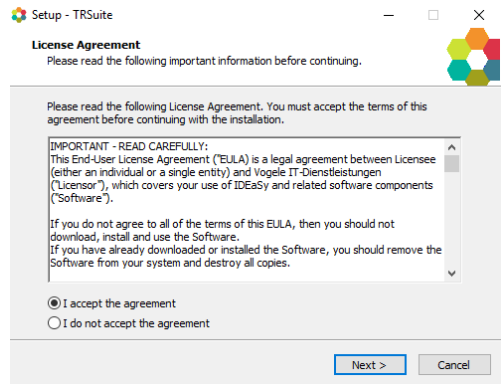 Setup - TRSuite
License Agreement
Please read the following important information before continuing.
Please read the following License Agreement. You must accept the terms of this
agreement before continuing with the installation.
IMPORTANT - READ CAREFULLY:
This End-User License Agreement ("EULA) is a legal agreement between Licensee
(either an individual or a single entity) and Vogele IT-Dienstleistungen
("Licensor"), which covers your use of IDEaSy and related software components
("Software").
If you do not agree to all of the terms of this EULA, then you should not
download, install and use the Software.
If you have already downloaded or installed the Software, you should remove the
Software from your system and destroy all copies.
I accept the agreement
I do not accept the agreement
Next >
Cancel